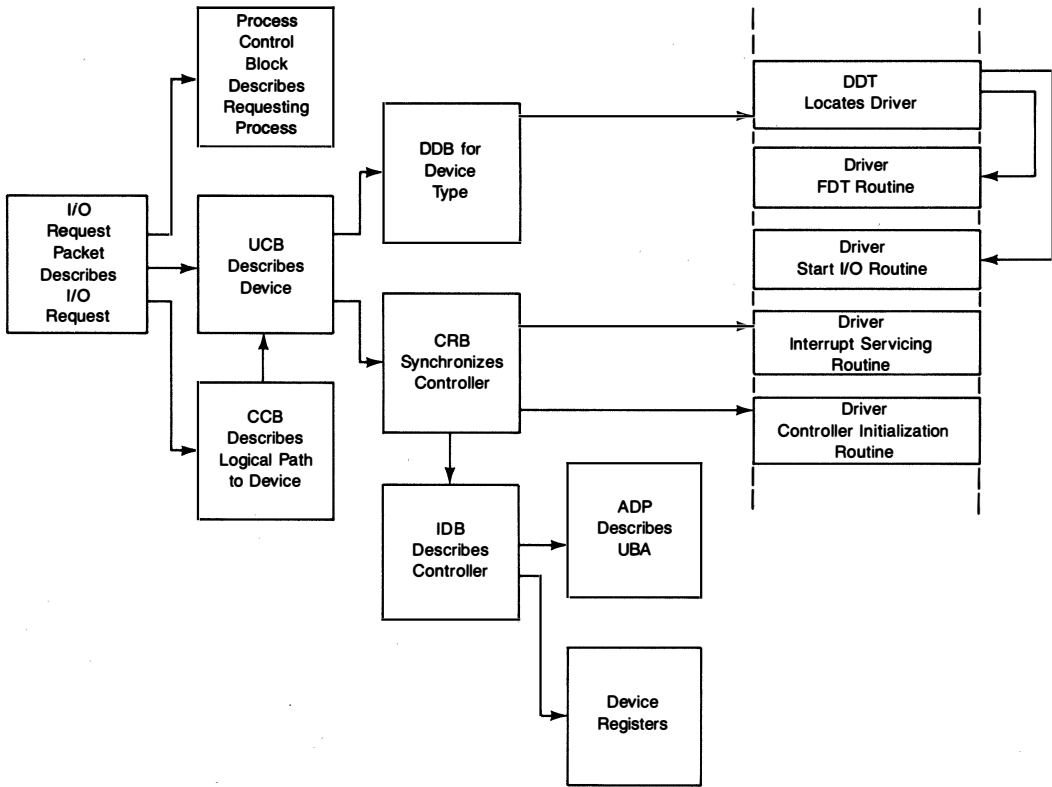 Process
Control
Block
Describes
Requesting
Process
I/O
Request
Packet
Describes
I/O
Request
UCB
Describes
Device
CCB
Describes
Logical Path
to Device
DDB for
Device
Type
CRB
Synchronizes
Controller
IDB
Describes
Controller
ADP
Describes
UBA
Device
Registers
DDT
Locates Driver
Driver
FDT Routine
Driver
Start I/O Routine
Driver
Interrupt Servicing
Routine
Driver
Controller Initialization
Routine